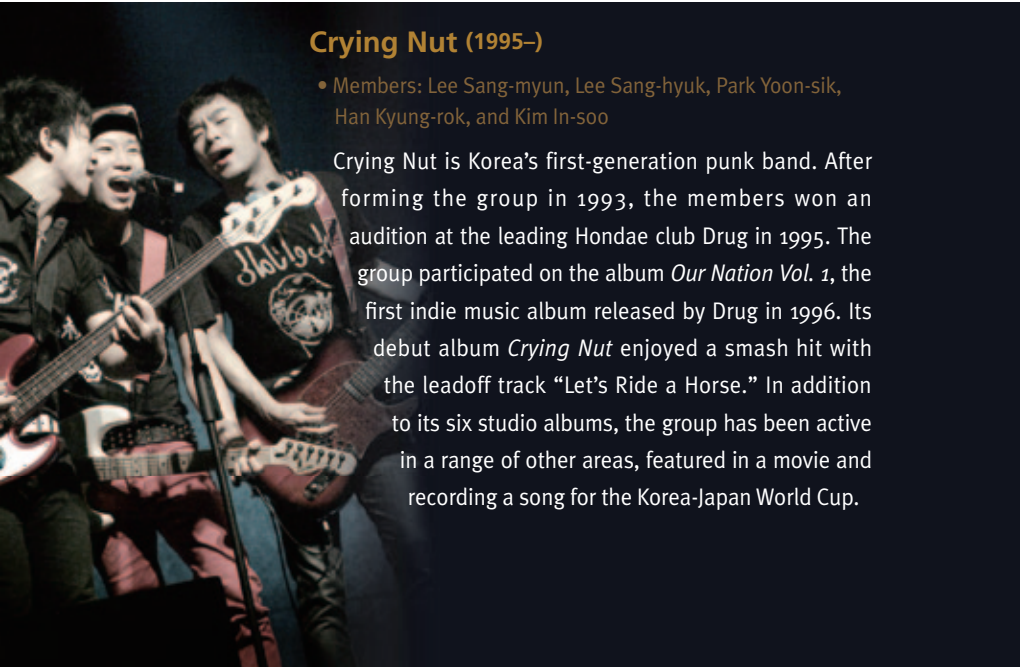 Crying Nut (1995–)
• Members: Lee Sang-myun, Lee Sang-hyuk, Park Yoon-sik,
Han Kyung-rok, and Kim In-soo
Crying Nut is Korea’s first-generation punk band. After
forming the group in 1993, the members won an
audition at the leading Hondae club Drug in 1995. The
group participated on the album Our Nation Vol. 1, the
first indie music album released by Drug in 1996. Its
debut album Crying Nut enjoyed a smash hit with
the leadoff track “Let’s Ride a Horse.” In addition
to its six studio albums, the group has been active
in a range of other areas, featured in a movie and
recording a song for the Korea-Japan World Cup.